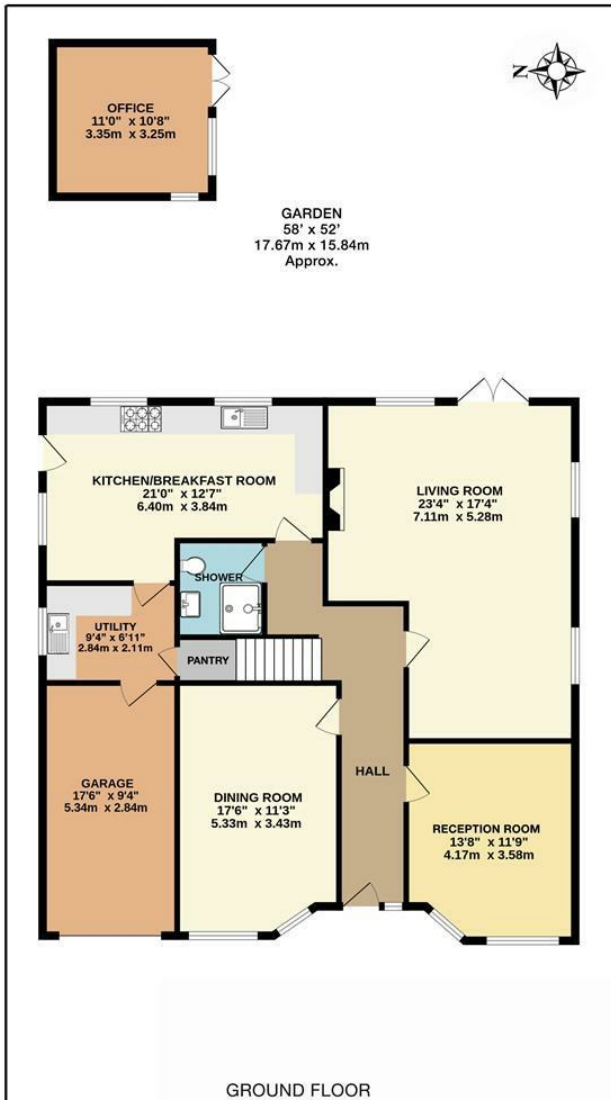 OFFICE
11'0" x 10'8"
3.35m x 3.25m
N
GARDEN
58' x 52'
17.67m x 15.84m
Approx.
KITCHEN/BREAKFAST ROOM
21'0" x 12'7"
6.40m x 3.84m
LIVING ROOM
23'4" x 17'4"
7.11m x 5.28m
SHOWER
UTILITY
9'4" x 6'11"
2.84m x 2.11m
PANTRY
GARAGE
17'6" x 9'4"
5.34m x 2.84m
DINING ROOM
17'6" x 11'3"
5.33m x 3.43m
HALL
RECEPTION ROOM
13'8" x 11'9"
4.17m x 3.58m
GROUND FLOOR